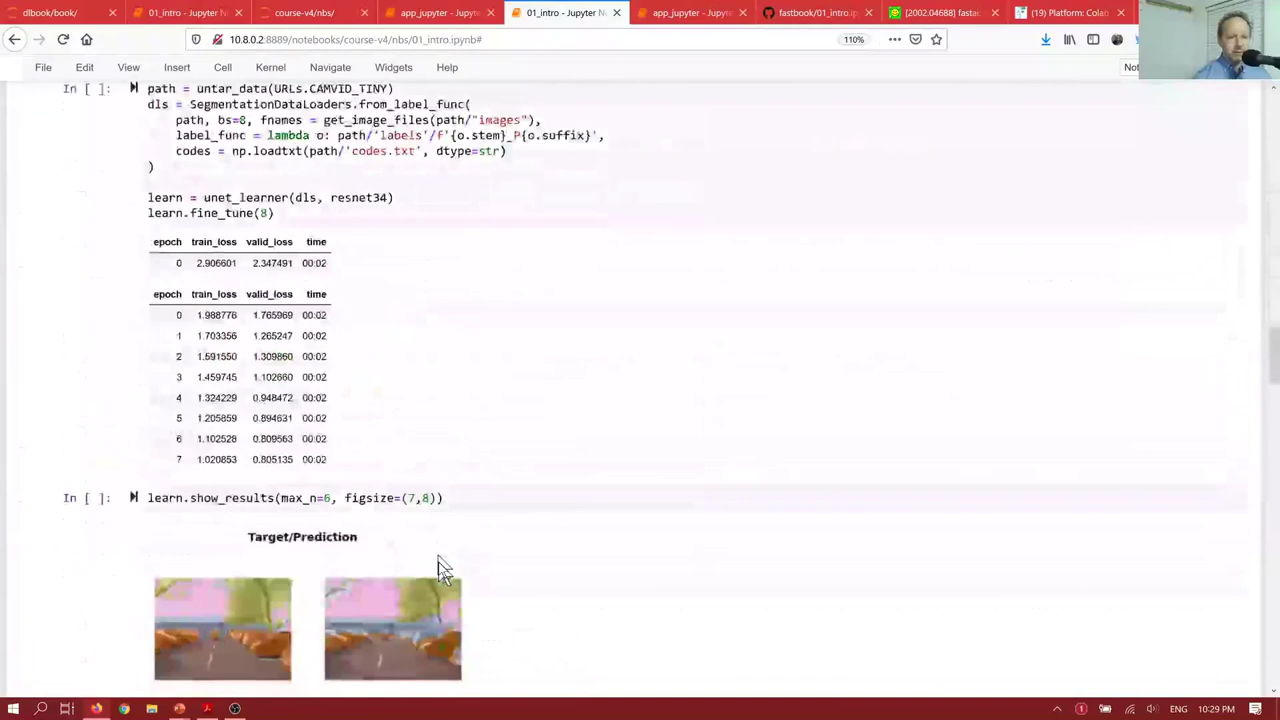 dlbook/book/
01_intro - Jupyter N
course-v4/nbs/
app_jupyter - Jupyte
01_intro - Jupyter N
app_jupyter - Jupyte
fastbook/01_intro.ip
[2002.04688] fastai
(19) Platform: Colab
10.8.0.2:8889/notebooks/course-v4/nbs/01_intro.ipynb#
110%
File Edit View Insert Cell Kernel Navigate Widgets Help
In [ ]: path = untar_data(URLs.CAMVID_TINY)
dls = SegmentationDataLoaders.from_label_func(
path, bs=8, fnames = get_image_files(path/"images"),
label_func = lambda o: path/'labels'/f'{o.stem}_P{o.suffix}',
codes = np.loadtxt(path/'codes.txt', dtype=str)
)
learn = unet_learner(dls, resnet34)
learn.fine_tune(8)
epoch train_loss valid_loss time
0 2.906601 2.347491 00:02
epoch train_loss valid_loss time
0 1.988776 1.765969 00:02
1 1.703356 1.265247 00:02
2 1.591550 1.309860 00:02
3 1.459745 1.102660 00:02
4 1.324229 0.948472 00:02
5 1.205859 0.894631 00:02
6 1.102528 0.809563 00:02
7 1.020853 0.805135 00:02
In [ ]: learn.show_results(max_n=6, figsize=(7,8))
Target/Prediction
ENG 10:29 PM